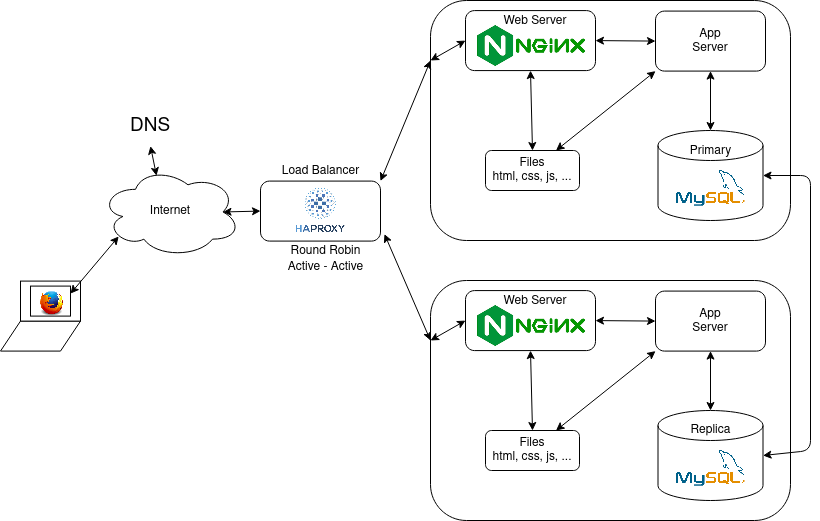 DNS
Internet
Load Balancer
HAPROXY
Round Robin
Active - Active
Web Server
NGINX
App
Server
Files
html, css, js, ...
Primary
MySQL
Web Server
NGINX
App
Server
Files
html, css, js, ...
Replica
MySQL